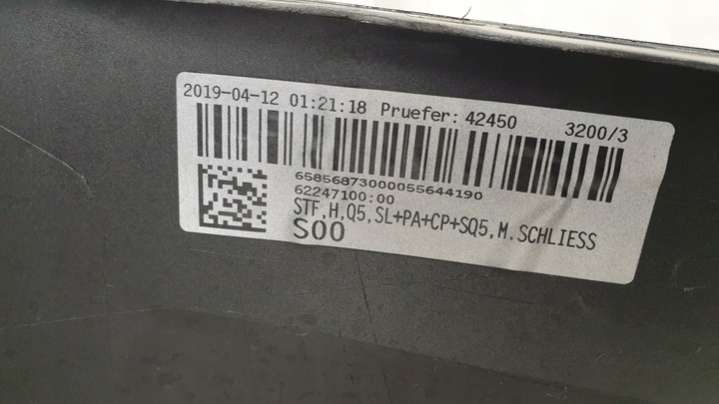 2019-04-12 01:21:18 Pruefer: 42450 3200/3
65856873000055644190
62247100:00
STF,H,Q5,SL+PA+CP+SQ5,M.SCHLIESS
S00